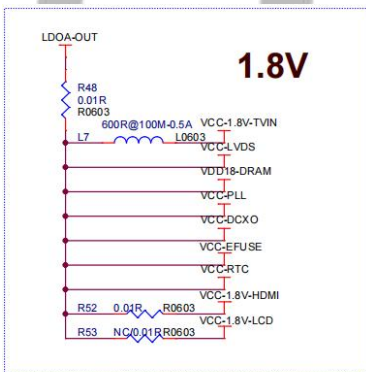 LDOA-OUT
1.8V
R48
0.01R
R0603
600R@100M-0.5A
VCC-1.8V-TVIN
L7
L0603
VCC-LVDS
VDD18-DRAM
VCC-PLL
VCC-DCXO
VCC-EFUSE
VCC-RTC
VCC-1.8V-HDMI
R52 0.01R R0603
VCC-1.8V-LCD
R53 NC/0.01R R0603